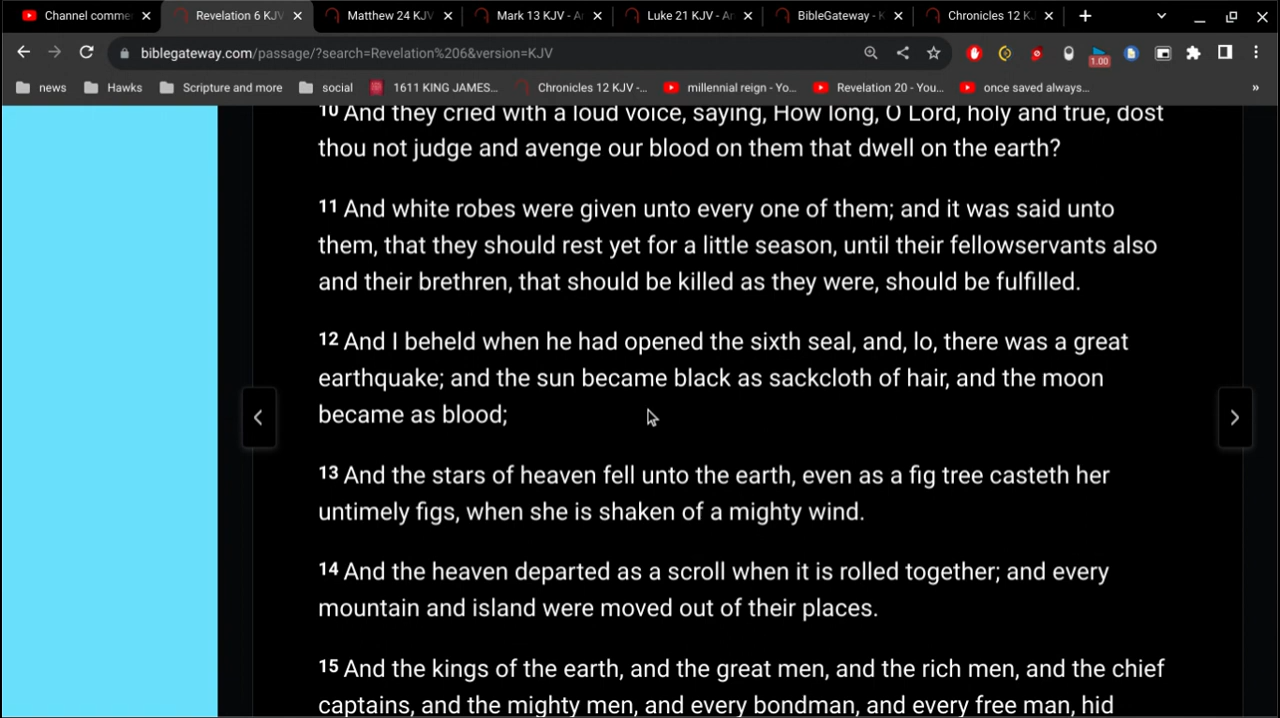 Channel comme
Revelation 6 KJV
Matthew 24 KJV
Mark 13 KJV - A
Luke 21 KJV - A
BibleGateway - K
Chronicles 12 KJ
biblegateway.com/passage/?search=Revelation%206&version=KJV
1.00
news
Hawks
Scripture and more
social
1611 KING JAMES...
Chronicles 12 KJV -...
millennial reign - Yo...
Revelation 20 - You...
once saved always...
»
10 And they cried with a loud voice, saying, How long, O Lord, holy and true, dost
thou not judge and avenge our blood on them that dwell on the earth?
11 And white robes were given unto every one of them; and it was said unto
them, that they should rest yet for a little season, until their fellowservants also
and their brethren, that should be killed as they were, should be fulfilled.
12 And I beheld when he had opened the sixth seal, and, lo, there was a great
earthquake; and the sun became black as sackcloth of hair, and the moon
became as blood;
13 And the stars of heaven fell unto the earth, even as a fig tree casteth her
untimely figs, when she is shaken of a mighty wind.
14 And the heaven departed as a scroll when it is rolled together; and every
mountain and island were moved out of their places.
15 And the kings of the earth, and the great men, and the rich men, and the chief
captains, and the mighty men, and every bondman, and every free man, hid